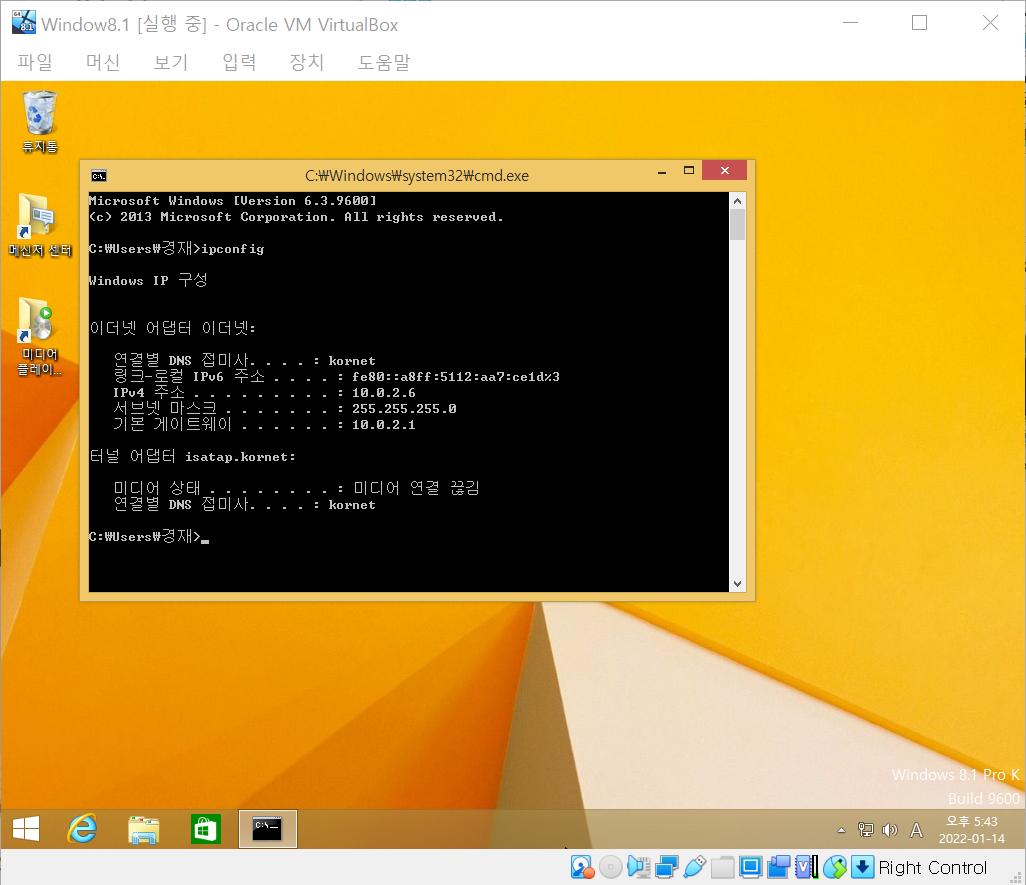 Window8.1 [실행 중] - Oracle VM VirtualBox
파일 머신 보기 입력 장치 도움말
휴지통
메신저 센터
미디어
플레이...
C:₩Windows₩system32₩cmd.exe
Microsoft Windows [Version 6.3.9600]
(c) 2013 Microsoft Corporation. All rights reserved.
C:₩Users₩경재>ipconfig
Windows IP 구성
이더넷 어댑터 이더넷:
연결별 DNS 접미사. . . . : kornet
링크-로컬 IPv6 주소 . . . . : fe80::a8ff:5112:aa7:ce1d%3
IPv4 주소 . . . . . . . . . : 10.0.2.6
서브넷 마스크 . . . . . . . : 255.255.255.0
기본 게이트웨이 . . . . . . : 10.0.2.1
터널 어댑터 isatap.kornet:
미디어 상태 . . . . . . . . : 미디어 연결 끊김
연결별 DNS 접미사. . . . : kornet
C:₩Users₩경재>
Windows 8.1 Pro K
Build 9600
A
오후 5:43
2022-01-14
Right Control